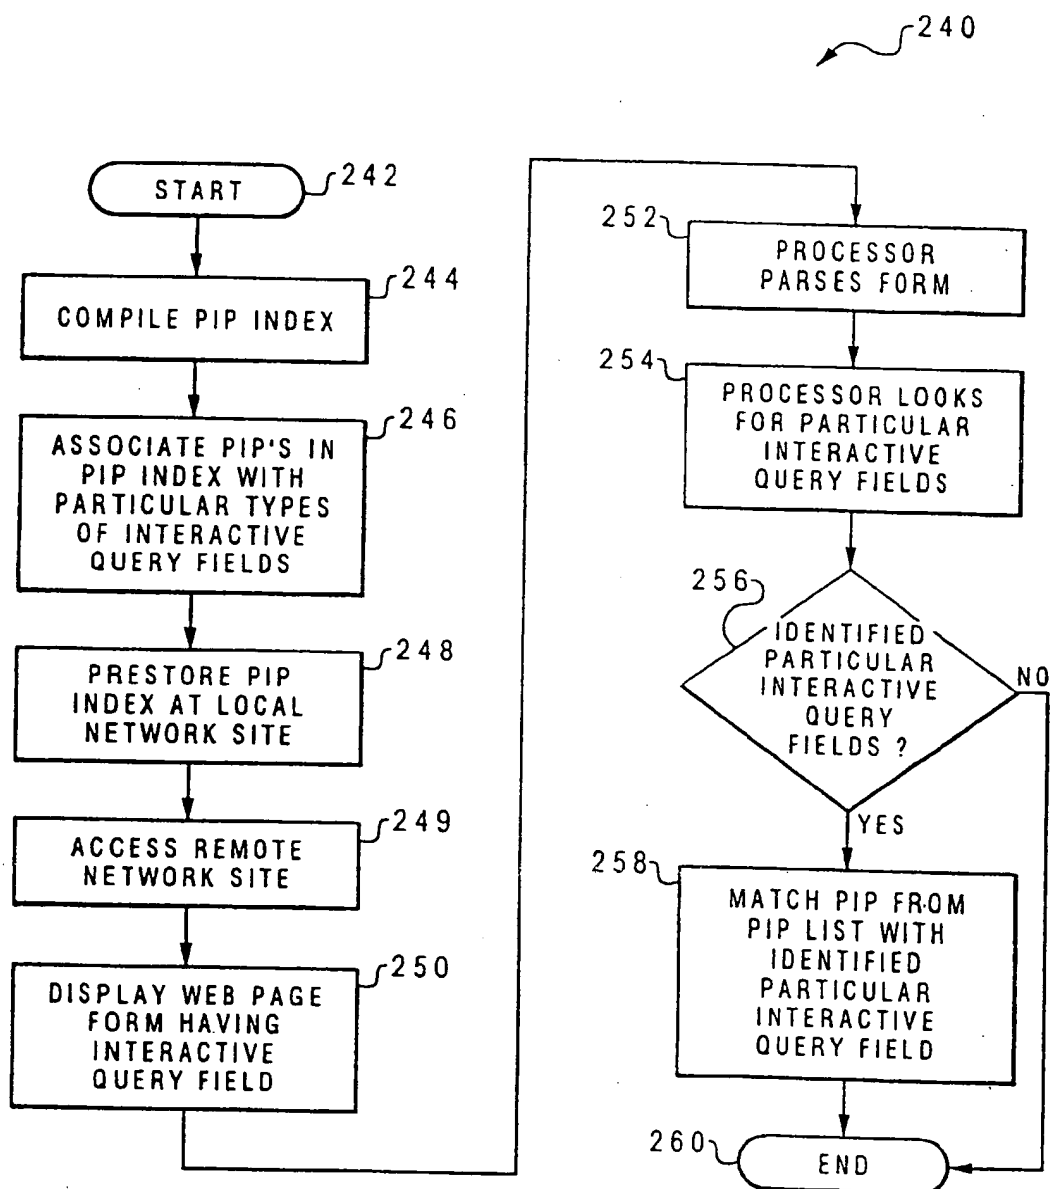 240
START
242
COMPILE PIP INDEX
244
ASSOCIATE PIP'S IN
PIP INDEX WITH
PARTICULAR TYPES
OF INTERACTIVE
QUERY FIELDS
246
PRESTORE PIP
INDEX AT LOCAL
NETWORK SITE
248
ACCESS REMOTE
NETWORK SITE
249
DISPLAY WEB PAGE
FORM HAVING
INTERACTIVE
QUERY FIELD
250
252
PROCESSOR
PARSES FORM
254
PROCESSOR LOOKS
FOR PARTICULAR
INTERACTIVE
QUERY FIELDS
256
IDENTIFIED
PARTICULAR
INTERACTIVE
QUERY
FIELDS ?
NO
YES
258
MATCH PIP FROM
PIP LIST WITH
IDENTIFIED
PARTICULAR
INTERACTIVE
QUERY FIELD
260
END